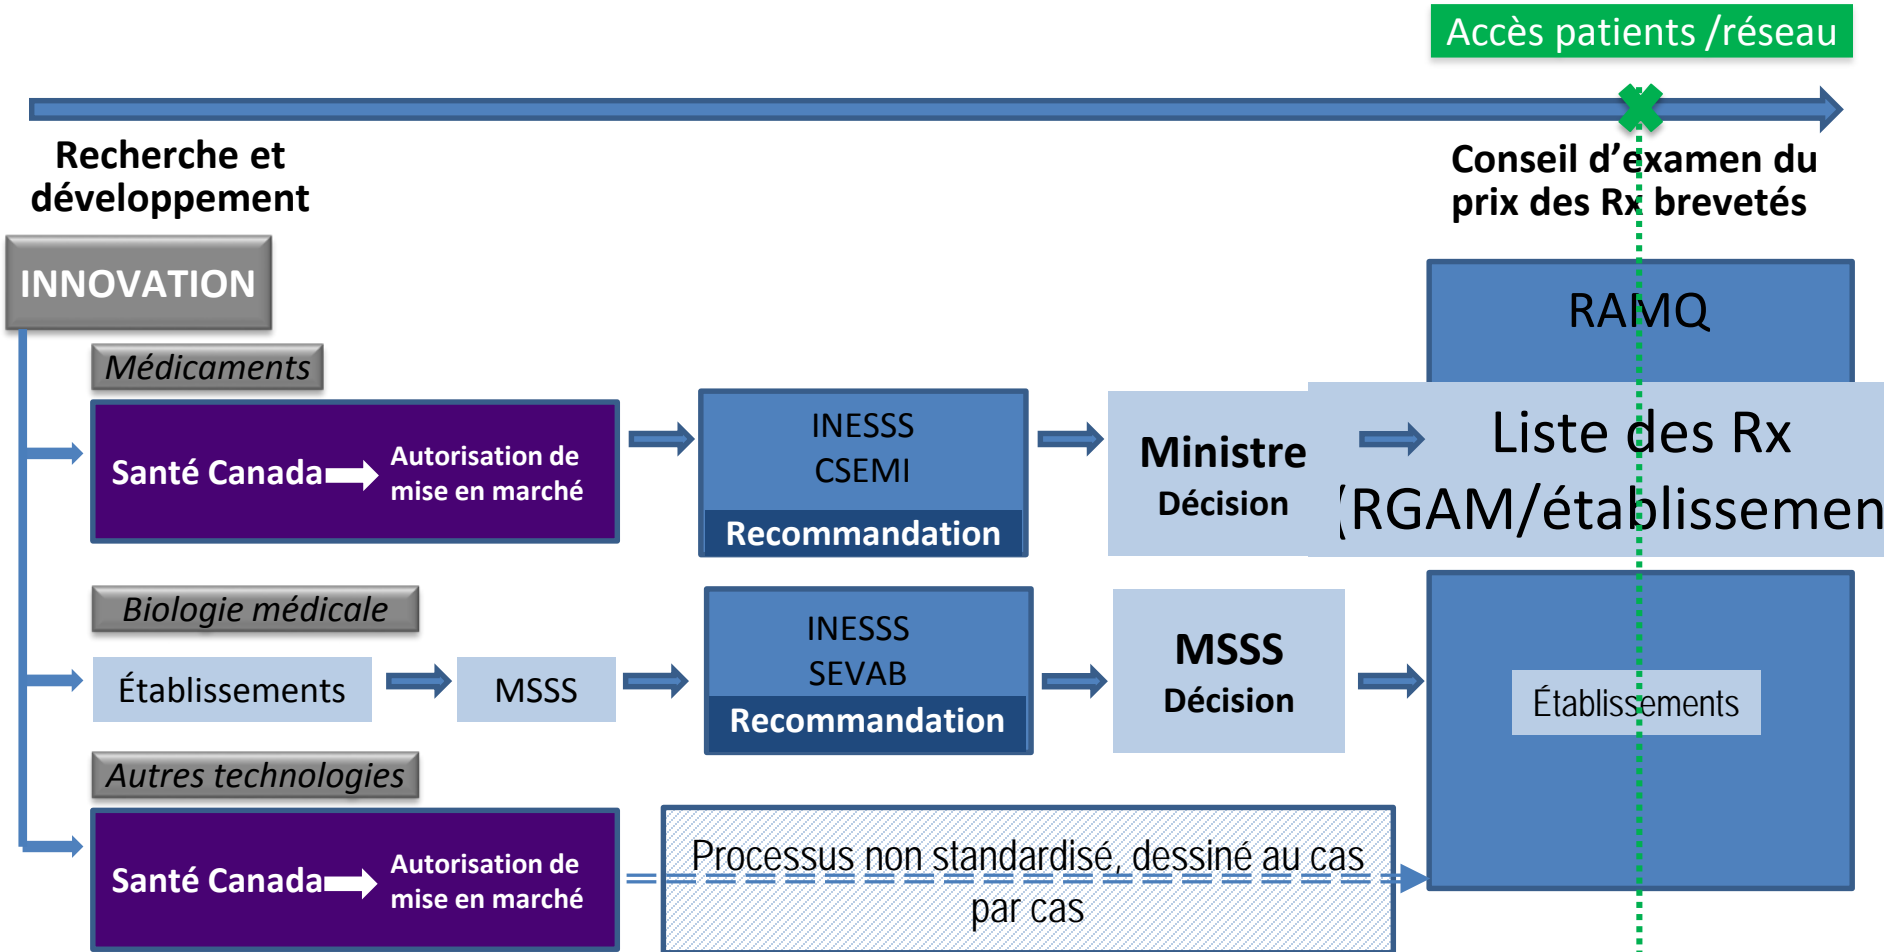 Accès patients /réseau
Recherche et
développement
Conseil d’examen du
prix des Rx brevetés
INNOVATION
RAMQ
Médicaments
Santé Canada
Autorisation de
mise en marché
INESSS
CSEMI
Recommandation
Ministre
Décision
Liste des Rx
(RGAM/établissemen
Biologie médicale
Établissements
MSSS
INESSS
SEVAB
Recommandation
MSSS
Décision
Établissements
Autres technologies
Santé Canada
Autorisation de
mise en marché
Processus non standardisé, dessiné au cas
par cas